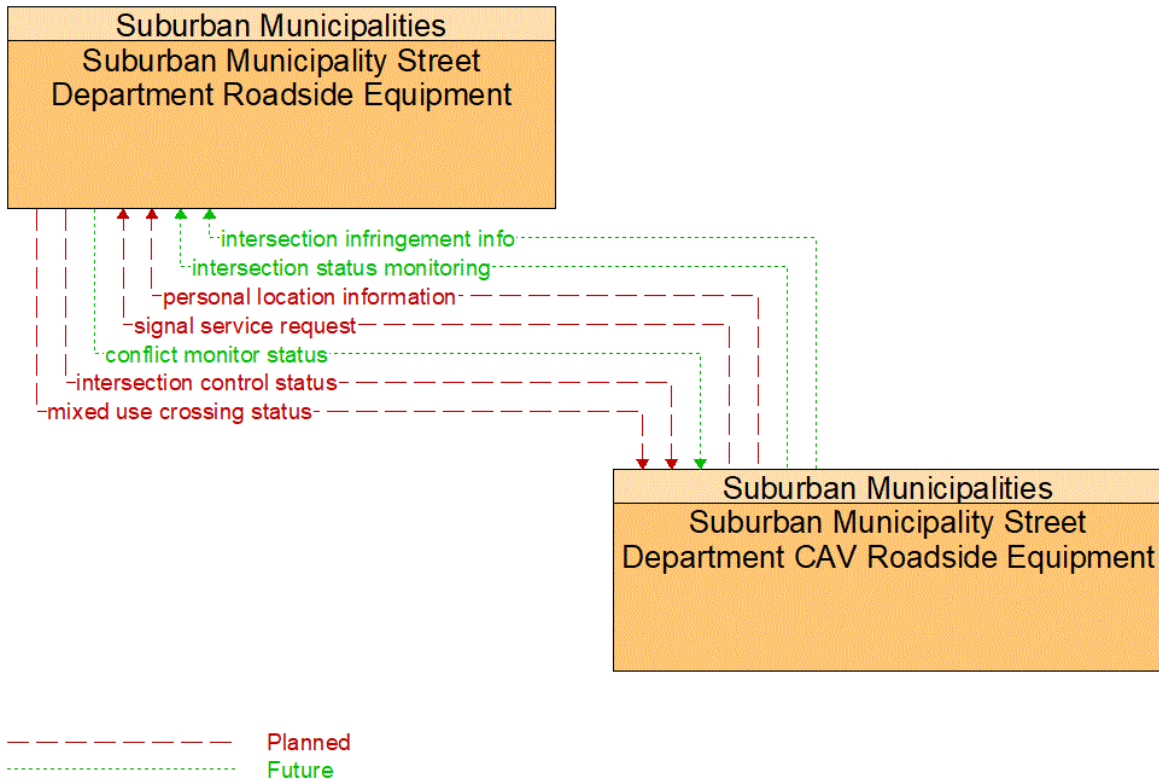 Suburban Municipalities
Suburban Municipality Street
Department Roadside Equipment
intersection infringement info
intersection status monitoring
personal location information
signal service request
conflict monitor status
intersection control status
mixed use crossing status
Suburban Municipalities
Suburban Municipality Street
Department CAV Roadside Equipment
Planned
Future